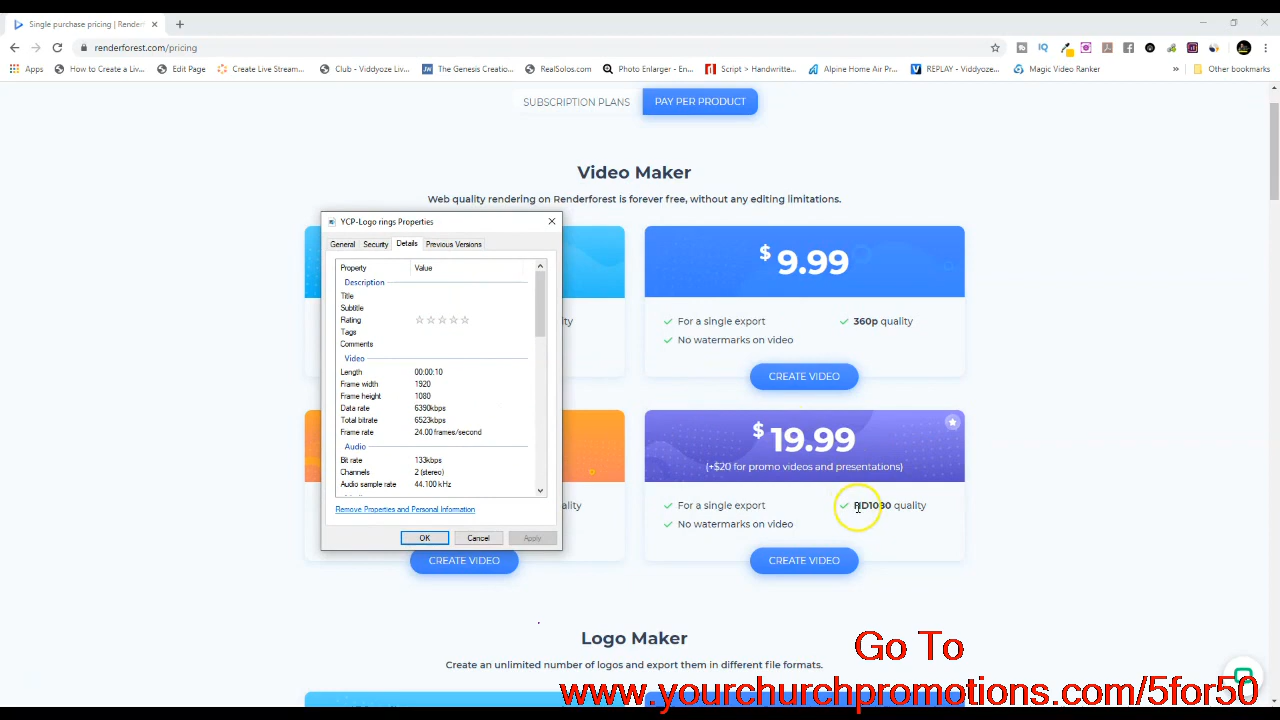 Single purchase pricing | Renderf
renderforest.com/pricing
Apps
How to Create a Liv...
Edit Page
Create Live Stream...
Club - Viddyoze Liv...
The Genesis Creatio...
RealSolos.com
Photo Enlarger - En...
Script > Handwritte...
Alpine Home Air Pr...
REPLAY - Viddyoze...
Magic Video Ranker
»
Other bookmarks
SUBSCRIPTION PLANS
PAY PER PRODUCT
Video Maker
Web quality rendering on Renderforest is forever free, without any editing limitations.
YCP-Logo rings Properties
General Security Details Previous Versions
Property Value
Description
Title
Subtitle
Rating
Tags
Comments
Video
Length 00:00:10
Frame width 1920
Frame height 1080
Data rate 6390kbps
Total bitrate 6523kbps
Frame rate 24.00 frames/second
Audio
Bit rate 133kbps
Channels 2 (stereo)
Audio sample rate 44.100 kHz
Remove Properties and Personal Information
OK Cancel Apply
CREATE VIDEO
$ 9.99
For a single export
360p quality
No watermarks on video
CREATE VIDEO
$ 19.99
(+$20 for promo videos and presentations)
For a single export
HD1080 quality
No watermarks on video
CREATE VIDEO
Logo Maker
Create an unlimited number of logos and export them in different file formats.
Go To
www.yourchurchpromotions.com/5for50